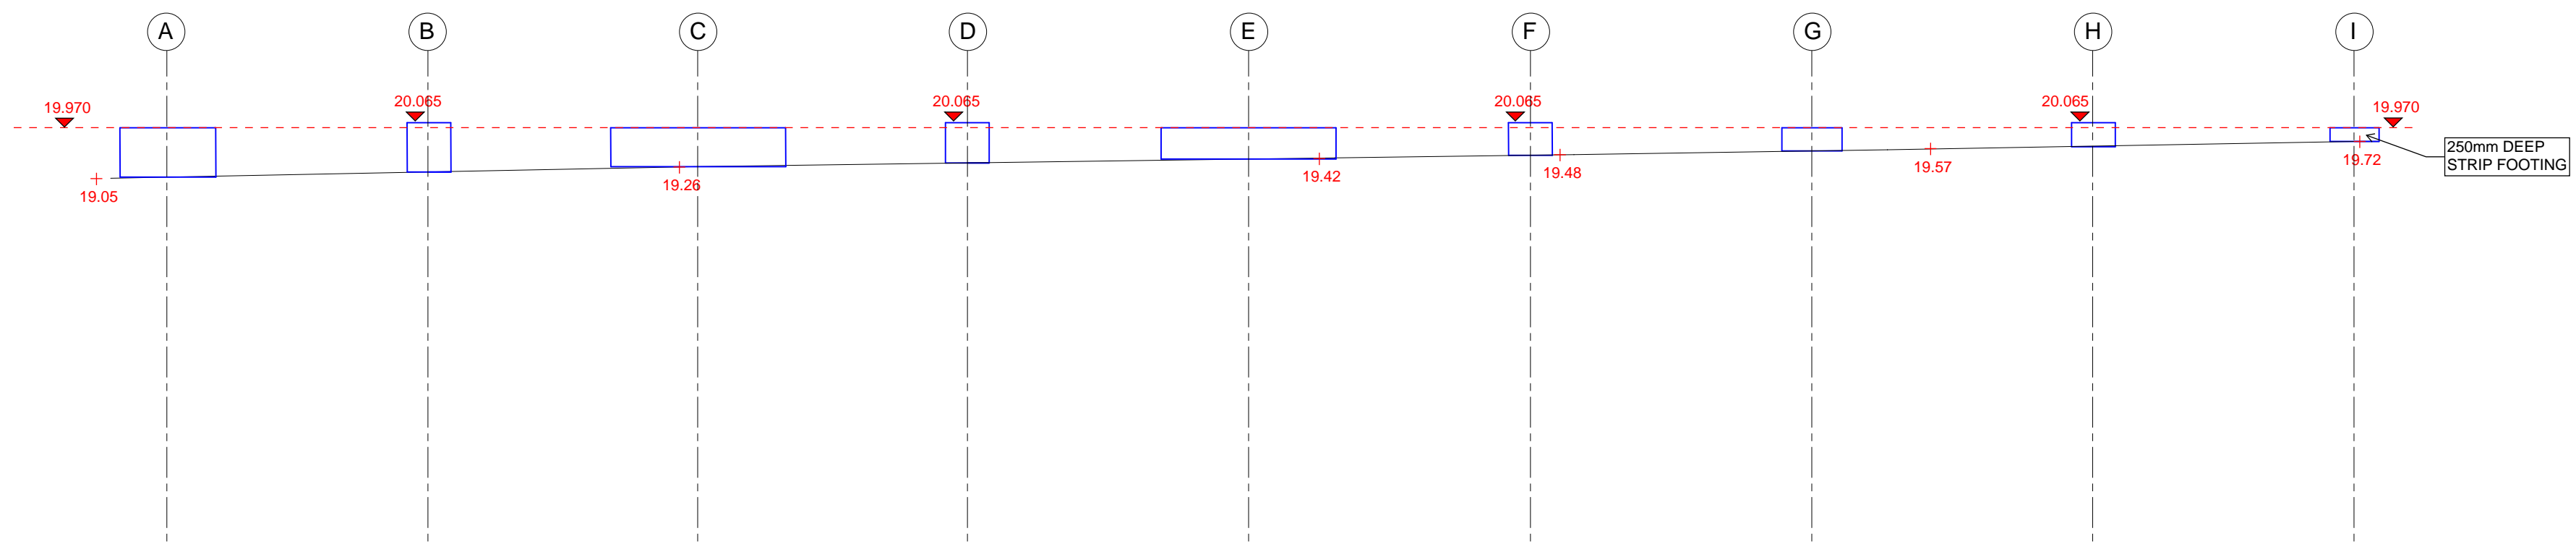 A
B
C
D
E
F
G
H
I
19.970
20.065
20.065
20.065
20.065
19.970
250mm DEEP
STRIP FOOTING
19.05
19.26
19.42
19.48
19.57
19.72